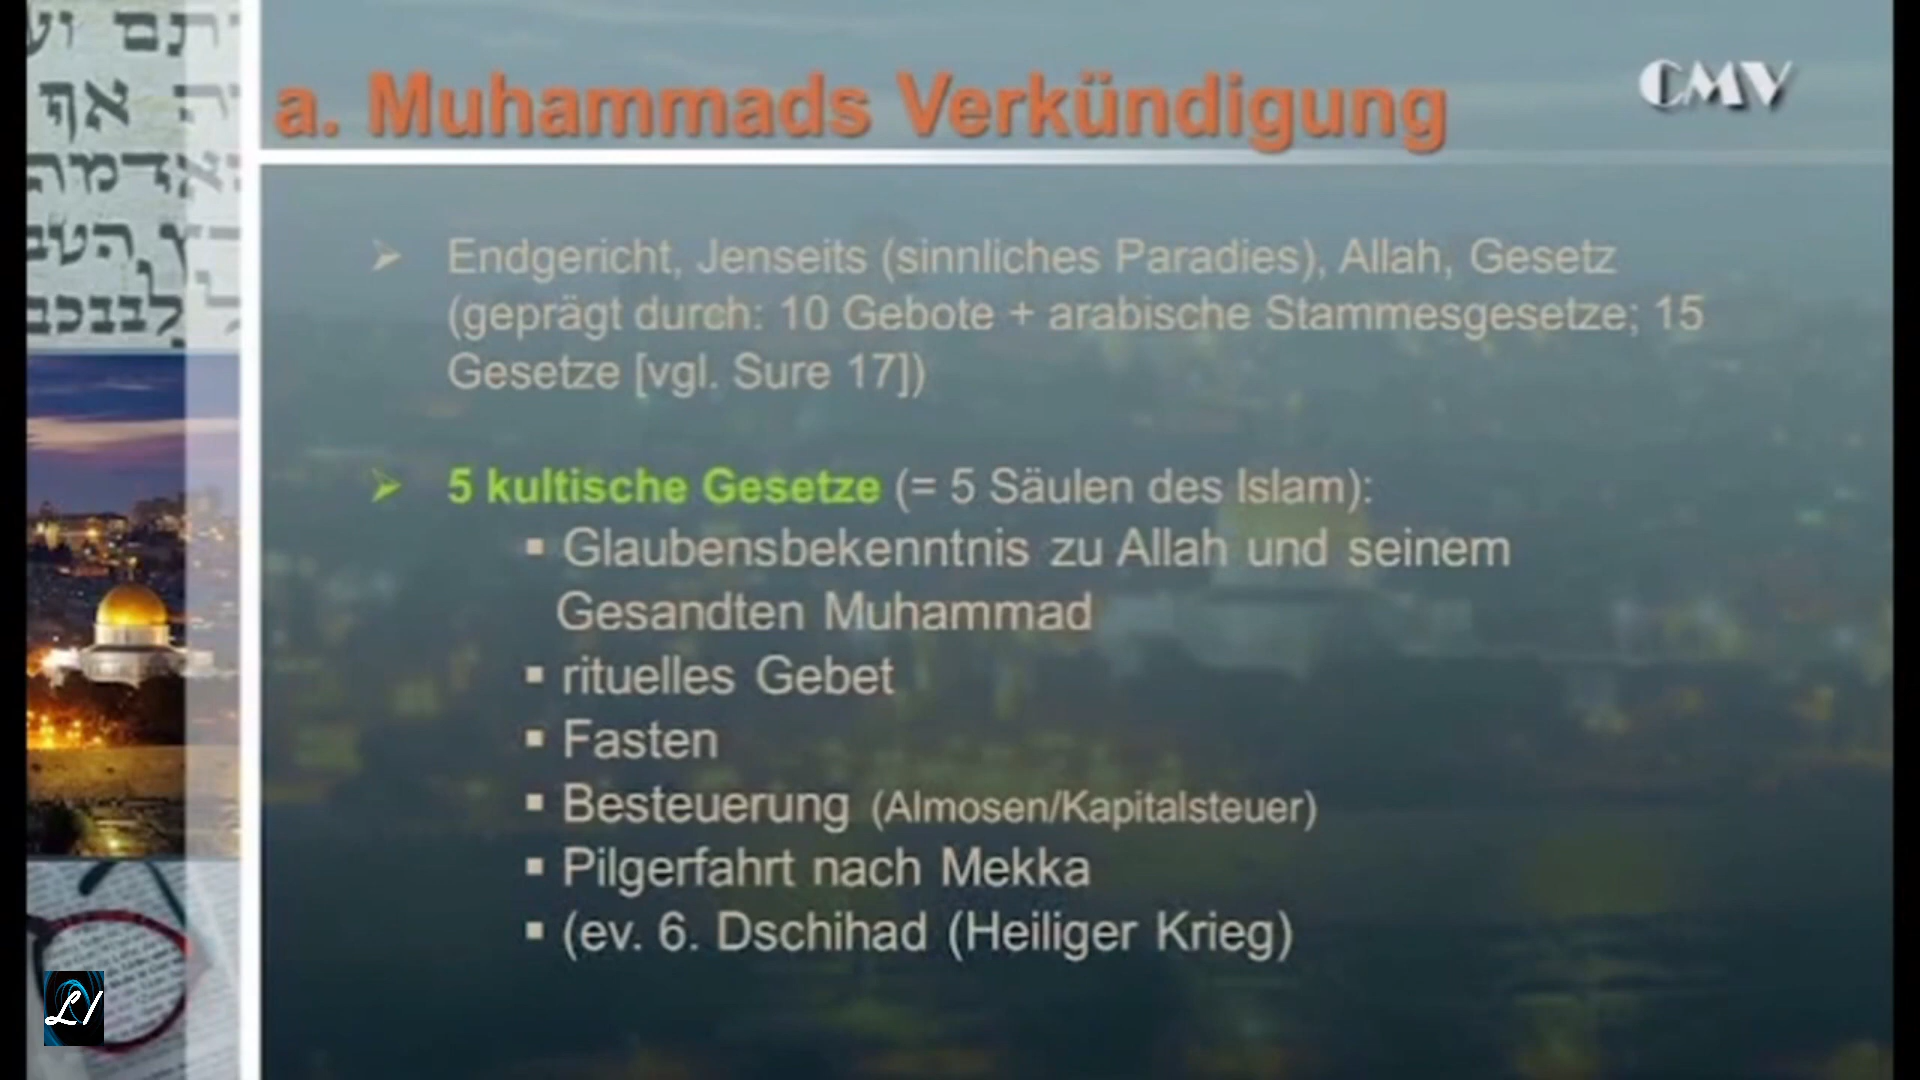 a. Muhammads Verkündigung
CMV
➢ Endgericht, Jenseits (sinnliches Paradies), Allah, Gesetz
(geprägt durch: 10 Gebote + arabische Stammesgesetze; 15
Gesetze [vgl. Sure 17])
➢ 5 kultische Gesetze (= 5 Säulen des Islam):
▪ Glaubensbekenntnis zu Allah und seinem
Gesandten Muhammad
▪ rituelles Gebet
▪ Fasten
▪ Besteuerung (Almosen/Kapitalsteuer)
▪ Pilgerfahrt nach Mekka
▪ (ev. 6. Dschihad (Heiliger Krieg)